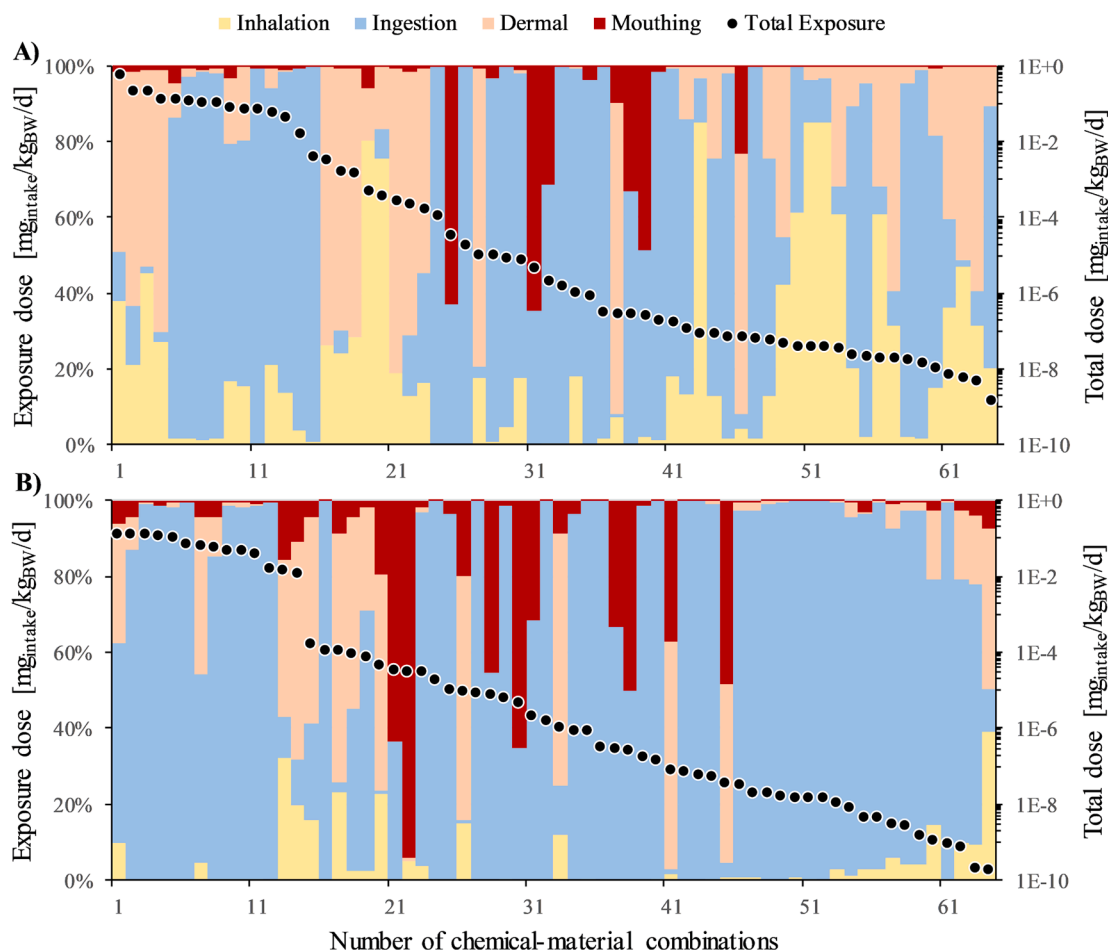 Inhalation Ingestion Dermal Mouthing Total Exposure
A)
100% 1E+0
80% 1E-2
60% 1E-4
40% 1E-6
20% 1E-8
0% 1E-10
Exposure dose [mgintake/kgBW/d]
Total dose [mgintake/kgBW/d]
1 11 21 31 41 51 61
B)
100% 1E+0
80% 1E-2
60% 1E-4
40% 1E-6
20% 1E-8
0% 1E-10
Exposure dose [mgintake/kgBW/d]
Total dose [mgintake/kgBW/d]
1 11 21 31 41 51 61
Number of chemical-material combinations